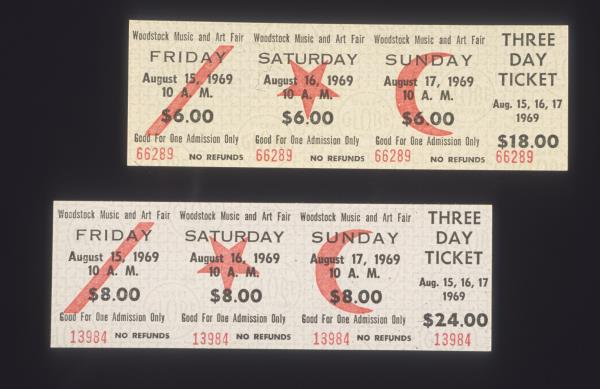 Woodstock Music and Art Fair
FRIDAY
August 15, 1969
10 A. M.
$6.00
Good For One Admission Only
66289 NO REFUNDS
Woodstock Music and Art Fair
SATURDAY
August 16, 1969
10 A. M.
$6.00
Good For One Admission Only
66289 NO REFUNDS
Woodstock Music and Art Fair
SUNDAY
August 17, 1969
10 A. M.
$6.00
Good For One Admission Only
66289 NO REFUNDS
THREE
DAY
TICKET
Aug. 15, 16, 17
1969
$18.00
66289
Woodstock Music and Art Fair
FRIDAY
August 15, 1969
10 A. M.
$8.00
Good For One Admission Only
13984 NO REFUNDS
Woodstock Music and Art Fair
SATURDAY
August 16, 1969
10 A. M.
$8.00
Good For One Admission Only
13984 NO REFUNDS
Woodstock Music and Art Fair
SUNDAY
August 17, 1969
10 A. M.
$8.00
Good For One Admission Only
13984 NO REFUNDS
THREE
DAY
TICKET
Aug. 15, 16, 17
1969
$24.00
13984